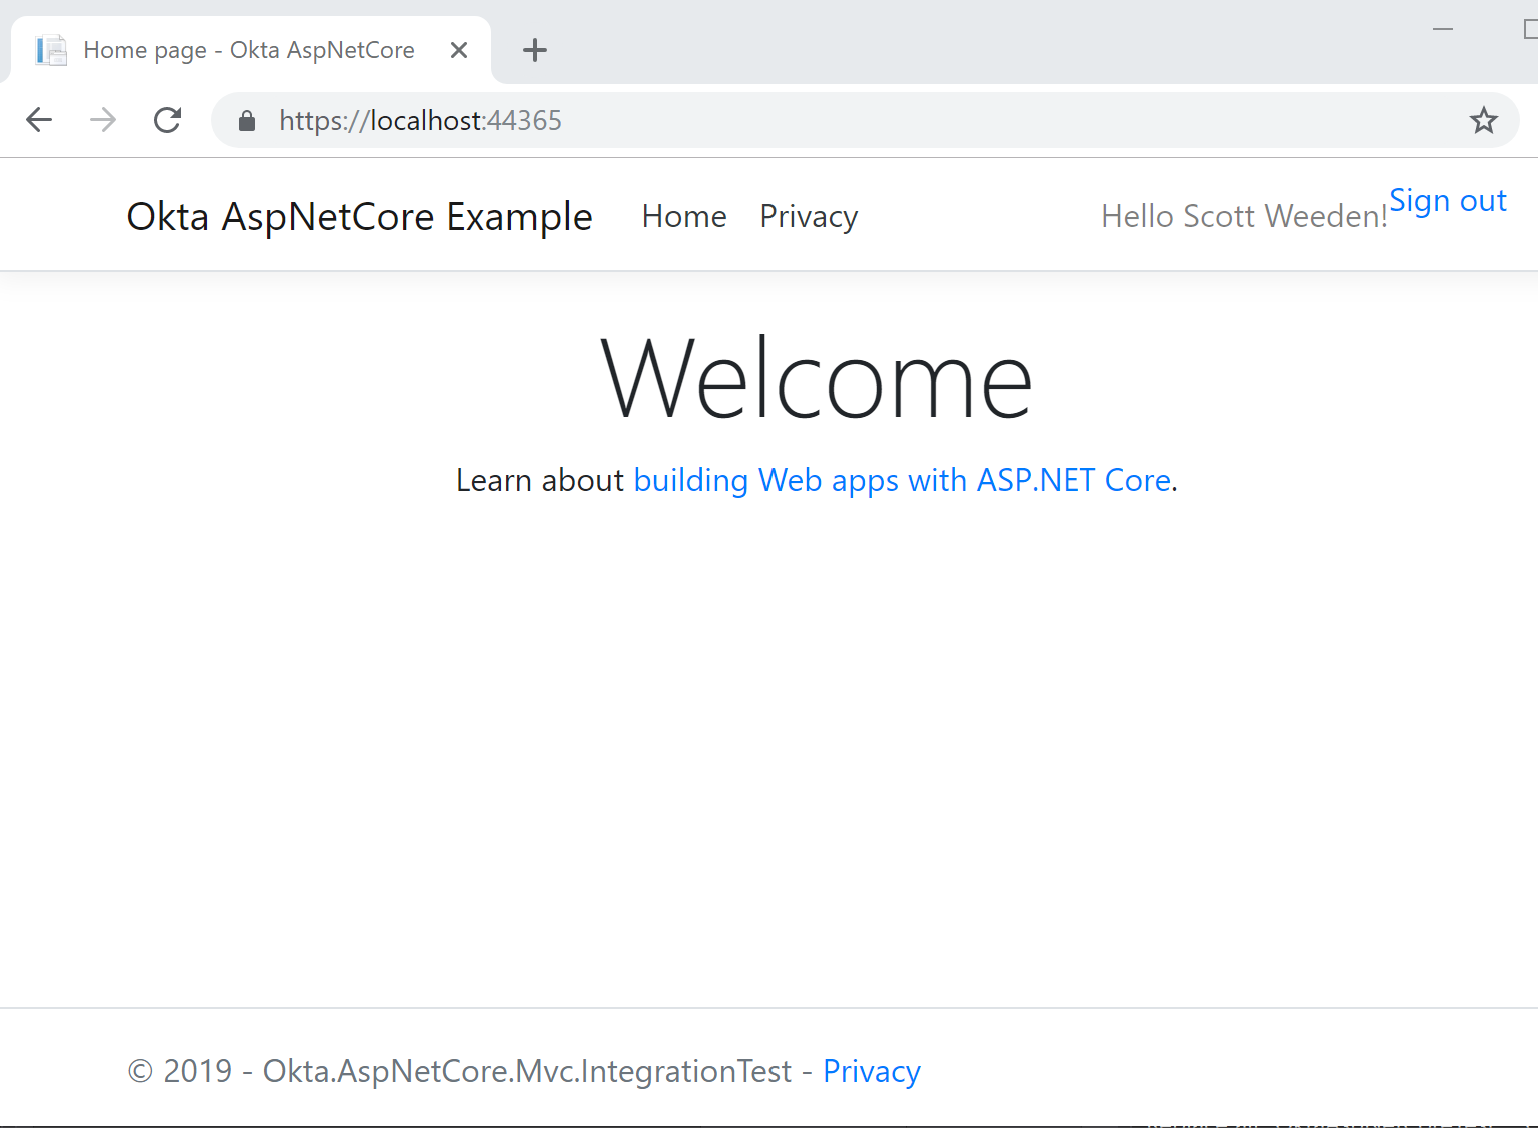 Home page - Okta AspNetCore
https://localhost:44365
Okta AspNetCore Example Home Privacy Hello Scott Weeden! Sign out
Welcome
Learn about building Web apps with ASP.NET Core.
© 2019 - Okta.AspNetCore.Mvc.IntegrationTest - Privacy